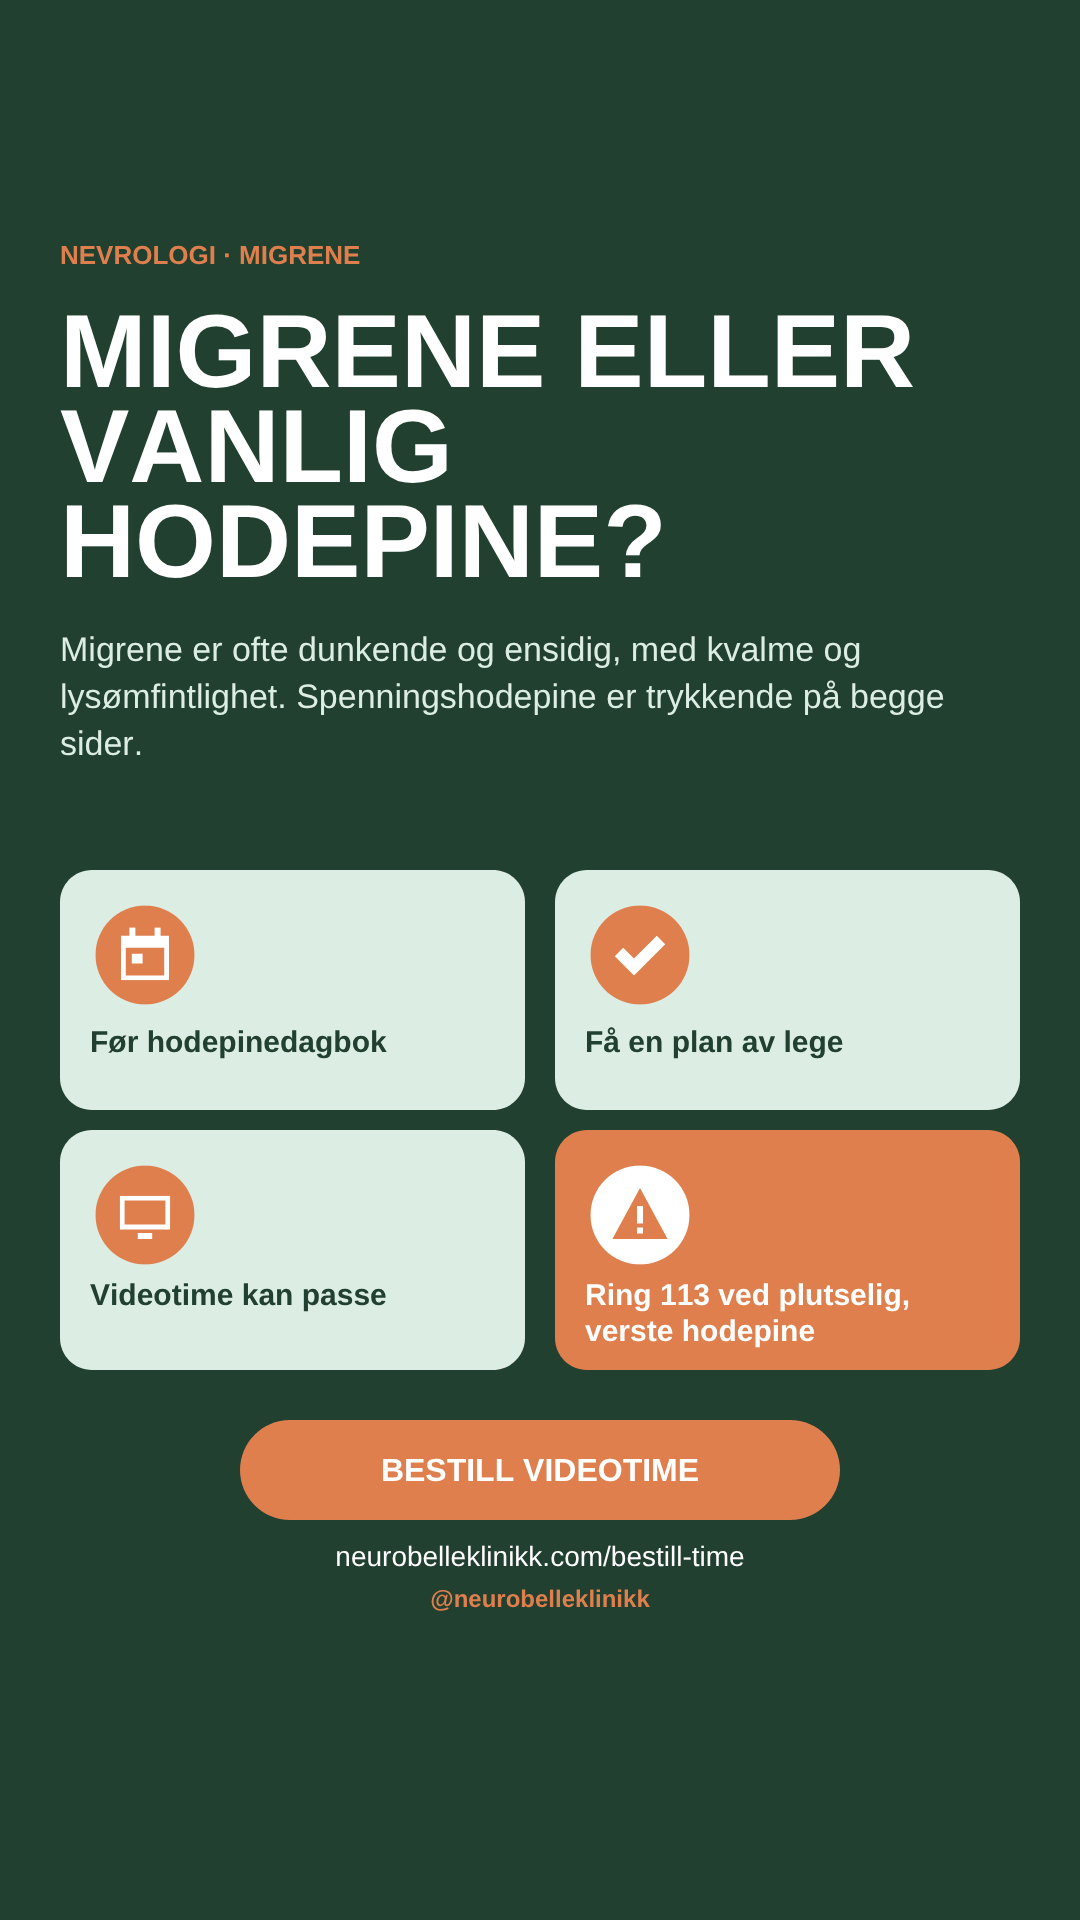 NEVROLOGI · MIGRENE
MIGRENE ELLER
VANLIG
HODEPINE?
Migrene er ofte dunkende og ensidig, med kvalme og
lysømfintlighet. Spenningshodepine er trykkende på begge
sider.
Før hodepinedagbok
Få en plan av lege
Videotime kan passe
Ring 113 ved plutselig,
verste hodepine
BESTILL VIDEOTIME
neurobelleklinikk.com/bestill-time
@neurobelleklinikk